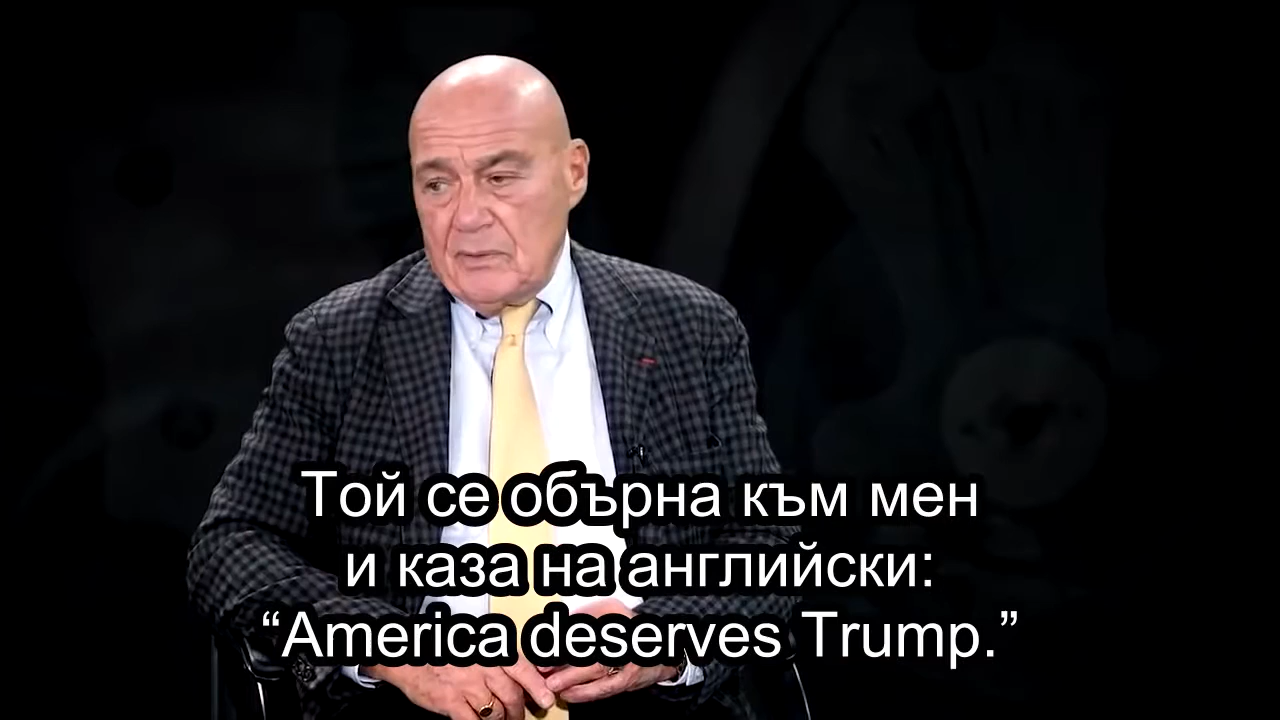 Той се обърна към мен
и каза на английски:
“America deserves Trump.”